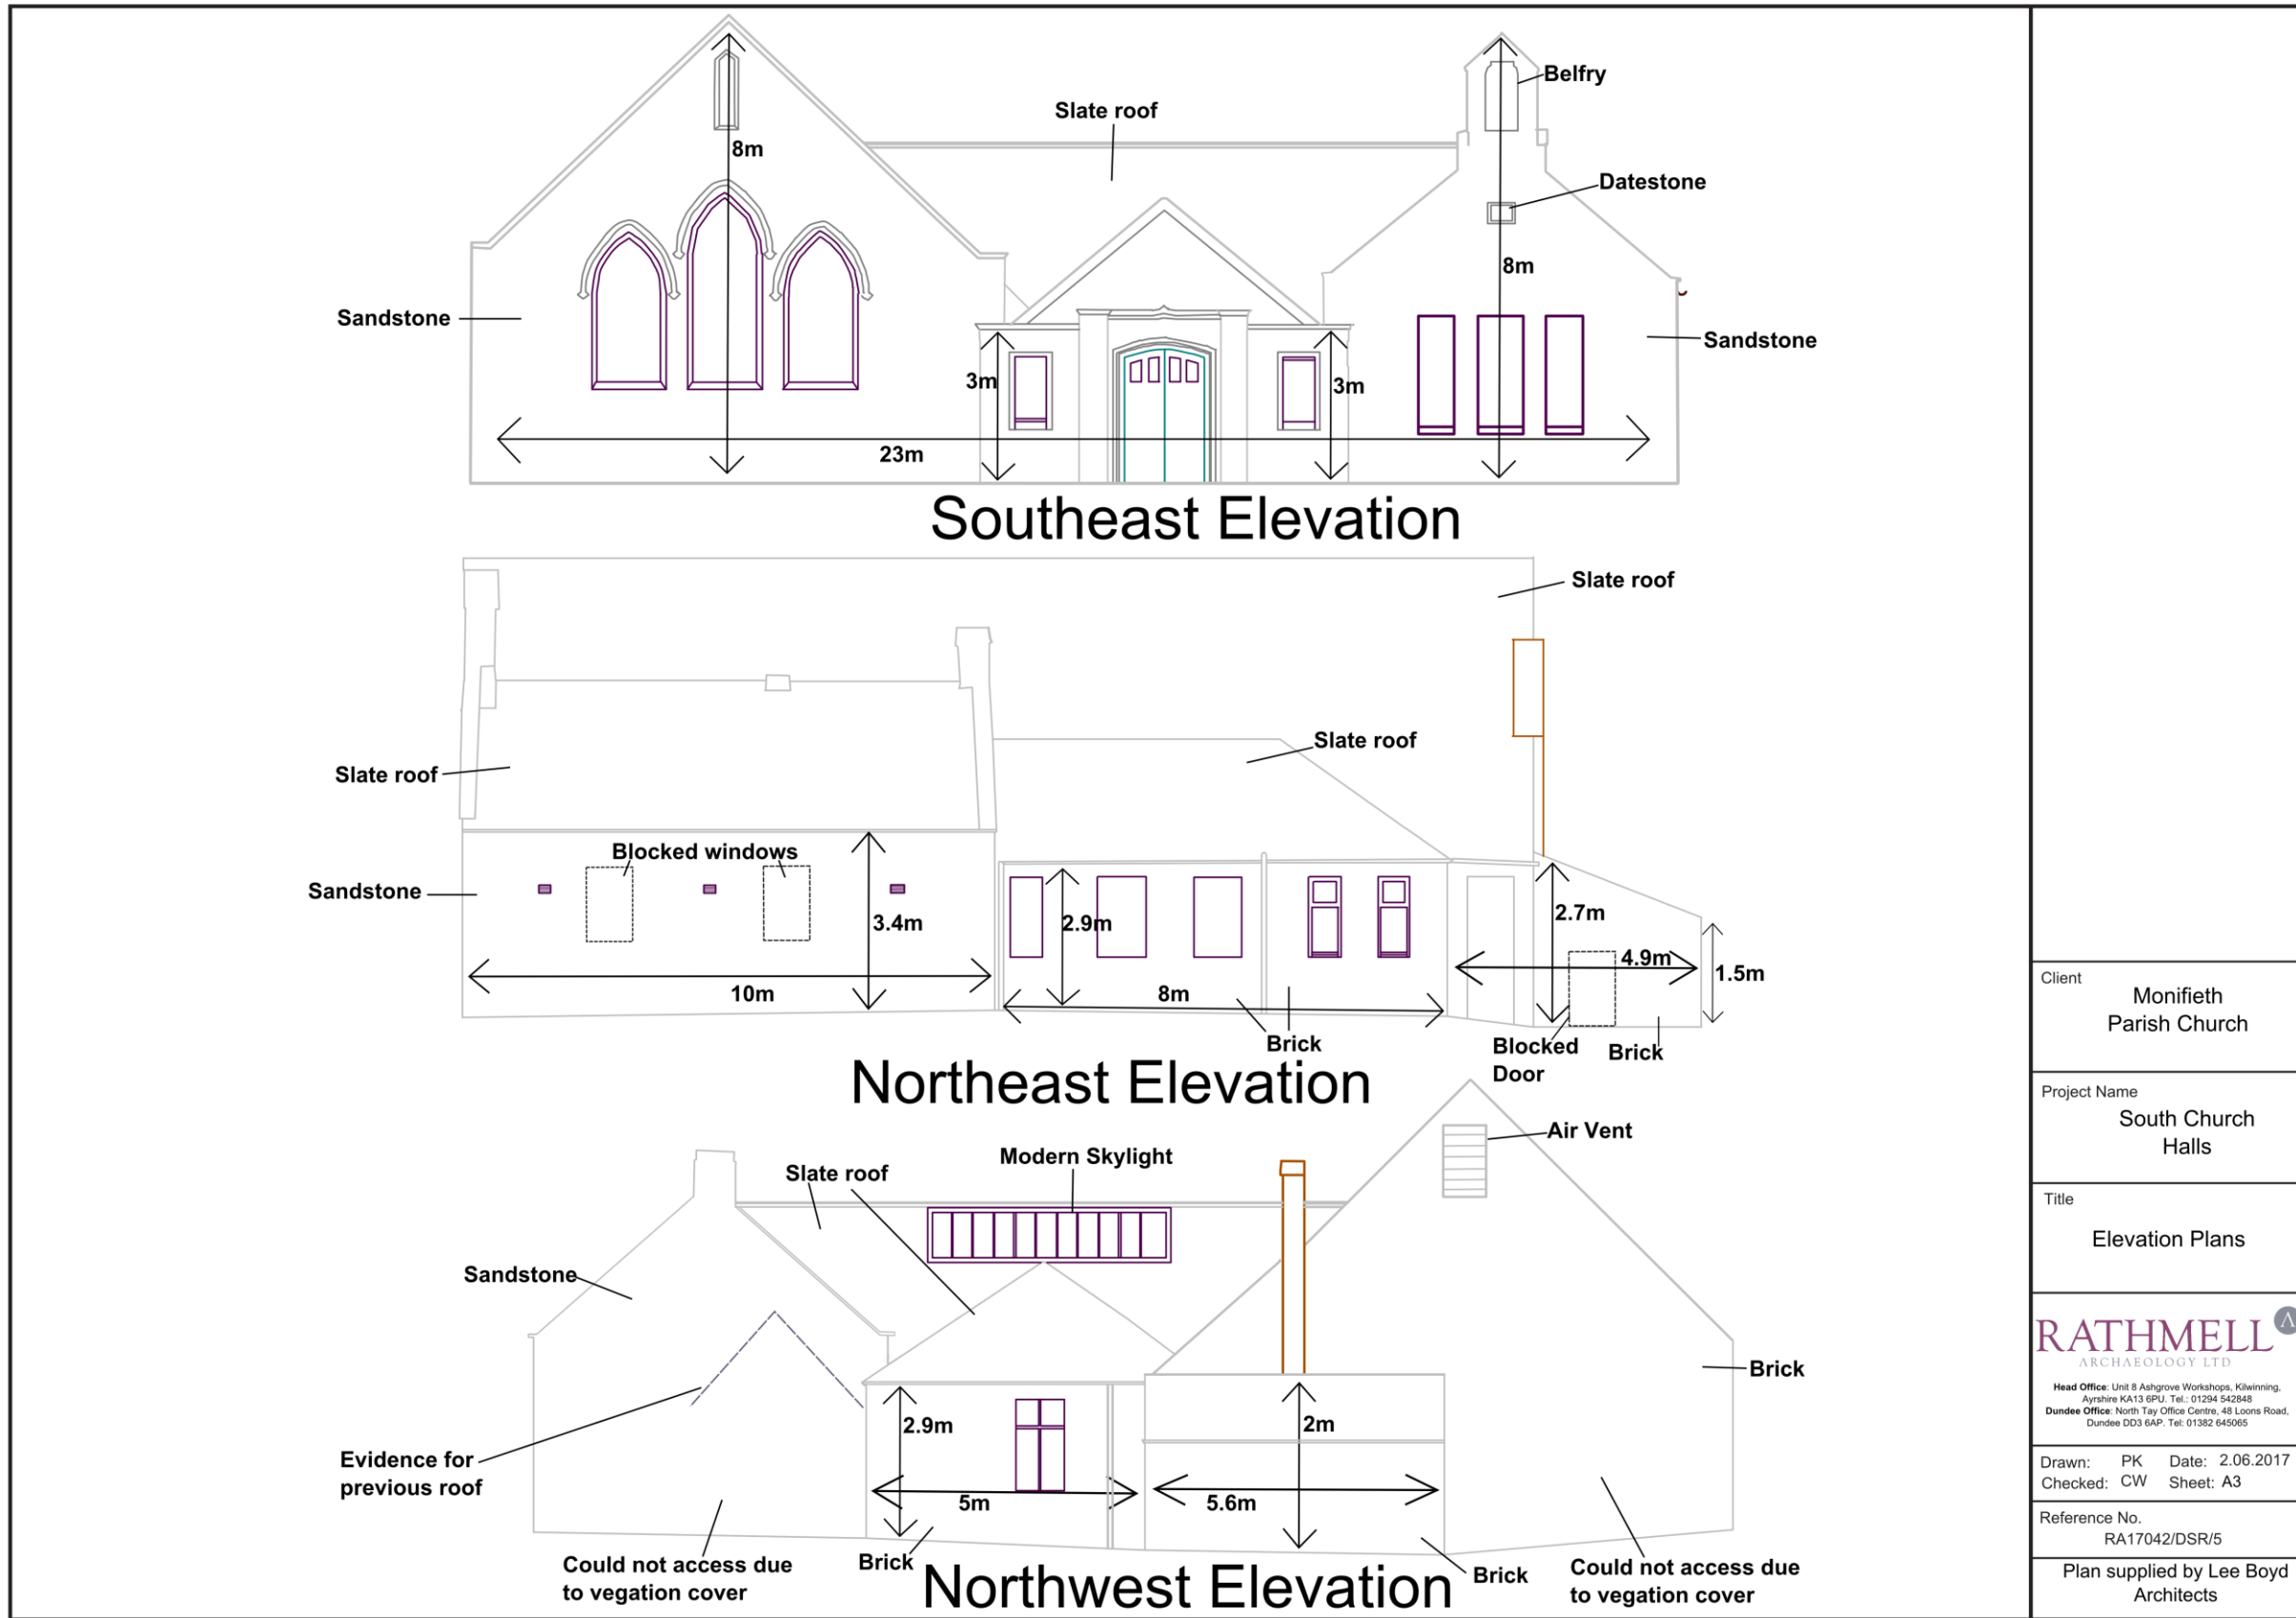 Belfry
Slate roof
8m
Datestone
8m
Sandstone
Sandstone
3m
3m
23m
Southeast Elevation
Slate roof
Slate roof
Slate roof
Blocked windows
Sandstone
3.4m
2.9m
2.7m
4.9m
1.5m
10m
8m
Brick
Blocked
Door
Brick
Northeast Elevation
Air Vent
Modern Skylight
Slate roof
Sandstone
Brick
2.9m
2m
Evidence for
previous roof
5m
5.6m
Could not access due
to vegation cover
Brick
Brick
Could not access due
to vegation cover
Northwest Elevation
Client
Monifieth
Parish Church
Project Name
South Church
Halls
Title
Elevation Plans
RATHMELL
ARCHAEOLOGY LTD
Head Office: Unit 8 Ashgrove Workshops, Kilwinning,
Ayrshire KA13 6PU. Tel.: 01294 542848
Dundee Office: North Tay Office Centre, 48 Loons Road,
Dundee DD3 6AP. Tel: 01382 645065
Drawn: PK Date: 2.06.2017
Checked: CW Sheet: A3
Reference No.
RA17042/DSR/5
Plan supplied by Lee Boyd
Architects